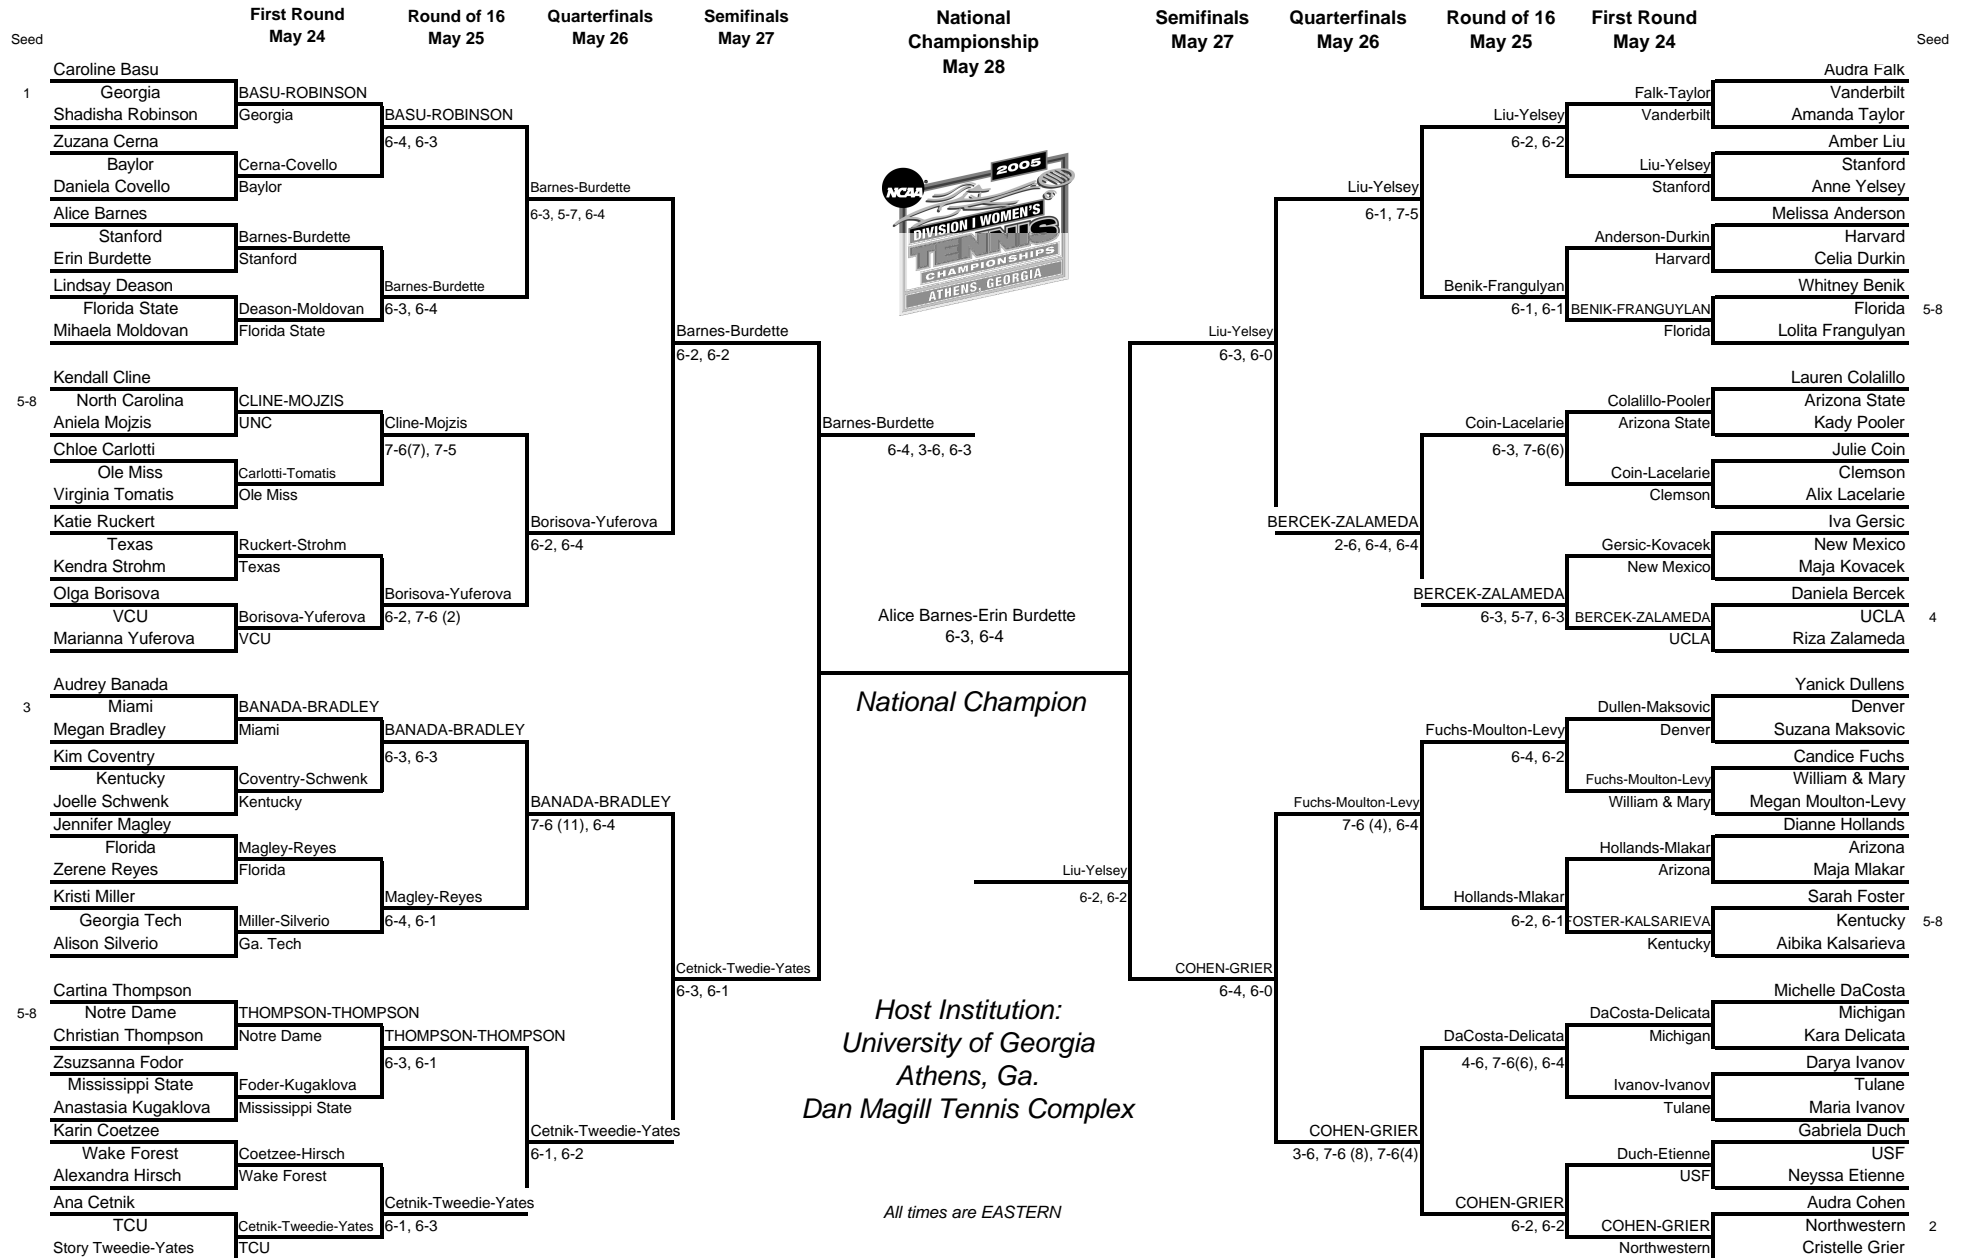 First Round
May 24
Round of 16
May 25
Quarterfinals
May 26
Semifinals
May 27
National
Championship
May 28
Semifinals
May 27
Quarterfinals
May 26
Round of 16
May 25
First Round
May 24
Seed
Seed
Caroline Basu
1
Georgia
Shadisha Robinson
Zuzana Cerna
Baylor
Daniela Covello
Alice Barnes
Stanford
Erin Burdette
Lindsay Deason
Florida State
Mihaela Moldovan
Kendall Cline
5-8
North Carolina
Aniela Mojzis
Chloe Carlotti
Ole Miss
Virginia Tomatis
Katie Ruckert
Texas
Kendra Strohm
Olga Borisova
VCU
Marianna Yuferova
Audrey Banada
3
Miami
Megan Bradley
Kim Coventry
Kentucky
Joelle Schwenk
Jennifer Magley
Florida
Zerene Reyes
Kristi Miller
Georgia Tech
Alison Silverio
Cartina Thompson
5-8
Notre Dame
Christian Thompson
Zsuzsanna Fodor
Mississippi State
Anastasia Kugaklova
Karin Coetzee
Wake Forest
Alexandra Hirsch
Ana Cetnik
TCU
Story Tweedie-Yates
BASU-ROBINSON
Georgia
Cerna-Covello
Baylor
Barnes-Burdette
Stanford
Deason-Moldovan
Florida State
CLINE-MOJZIS
UNC
Carlotti-Tomatis
Ole Miss
Ruckert-Strohm
Texas
Borisova-Yuferova
VCU
BANADA-BRADLEY
Miami
Coventry-Schwenk
Kentucky
Magley-Reyes
Florida
Miller-Silverio
Ga. Tech
THOMPSON-THOMPSON
Notre Dame
Foder-Kugaklova
Mississippi State
Coetzee-Hirsch
Wake Forest
Cetnik-Tweedie-Yates
TCU
BASU-ROBINSON
6-4, 6-3
Barnes-Burdette
6-3, 6-4
Cline-Mojzis
7-6(7), 7-5
Borisova-Yuferova
6-2, 7-6 (2)
BANADA-BRADLEY
6-3, 6-3
Magley-Reyes
6-4, 6-1
THOMPSON-THOMPSON
6-3, 6-1
Cetnik-Tweedie-Yates
6-1, 6-3
Barnes-Burdette
6-3, 5-7, 6-4
Borisova-Yuferova
6-2, 6-4
BANADA-BRADLEY
7-6 (11), 6-4
Cetnik-Tweedie-Yates
6-1, 6-2
Barnes-Burdette
6-2, 6-2
Cetnick-Twedie-Yates
6-3, 6-1
Barnes-Burdette
6-4, 3-6, 6-3
NCAA
2005
DIVISION I WOMEN'S
TENNIS
CHAMPIONSHIPS
ATHENS, GEORGIA
Alice Barnes-Erin Burdette
6-3, 6-4
National Champion
Liu-Yelsey
6-2, 6-2
Host Institution:
University of Georgia
Athens, Ga.
Dan Magill Tennis Complex
All times are EASTERN
Liu-Yelsey
6-3, 6-0
COHEN-GRIER
6-4, 6-0
Liu-Yelsey
6-1, 7-5
BERCEK-ZALAMEDA
2-6, 6-4, 6-4
Fuchs-Moulton-Levy
7-6 (4), 6-4
COHEN-GRIER
3-6, 7-6 (8), 7-6(4)
Liu-Yelsey
6-2, 6-2
Benik-Frangulyan
6-1, 6-1
Coin-Lacelarie
6-3, 7-6(6)
BERCEK-ZALAMEDA
6-3, 5-7, 6-3
Fuchs-Moulton-Levy
6-4, 6-2
Hollands-Mlakar
6-2, 6-1
DaCosta-Delicata
4-6, 7-6(6), 6-4
COHEN-GRIER
6-2, 6-2
Falk-Taylor
Vanderbilt
Liu-Yelsey
Stanford
Anderson-Durkin
Harvard
BENIK-FRANGUYLAN
Florida
Colalillo-Pooler
Arizona State
Coin-Lacelarie
Clemson
Gersic-Kovacek
New Mexico
BERCEK-ZALAMEDA
UCLA
Dullen-Maksovic
Denver
Fuchs-Moulton-Levy
William & Mary
Hollands-Mlakar
Arizona
FOSTER-KALSARIEVA
Kentucky
DaCosta-Delicata
Michigan
Ivanov-Ivanov
Tulane
Duch-Etienne
USF
COHEN-GRIER
Northwestern
Audra Falk
Vanderbilt
Amanda Taylor
Amber Liu
Stanford
Anne Yelsey
Melissa Anderson
Harvard
Celia Durkin
Whitney Benik
Florida
5-8
Lolita Frangulyan
Lauren Colalillo
Arizona State
Kady Pooler
Julie Coin
Clemson
Alix Lacelarie
Iva Gersic
New Mexico
Maja Kovacek
Daniela Bercek
UCLA
4
Riza Zalameda
Yanick Dullens
Denver
Suzana Maksovic
Candice Fuchs
William & Mary
Megan Moulton-Levy
Dianne Hollands
Arizona
Maja Mlakar
Sarah Foster
Kentucky
5-8
Aibika Kalsarieva
Michelle DaCosta
Michigan
Kara Delicata
Darya Ivanov
Tulane
Maria Ivanov
Gabriela Duch
USF
Neyssa Etienne
Audra Cohen
Northwestern
2
Cristelle Grier